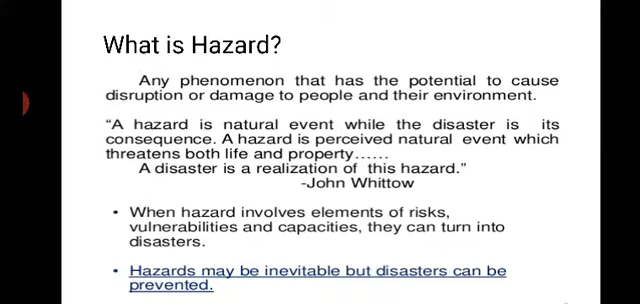 What is Hazard?
Any phenomenon that has the potential to cause
disruption or damage to people and their environment.
“A hazard is natural event while the disaster is its
consequence. A hazard is perceived natural event which
threatens both life and property……
A disaster is a realization of this hazard.”
-John Whittow
• When hazard involves elements of risks,
vulnerabilities and capacities, they can turn into
disasters.
• Hazards may be inevitable but disasters can be
prevented.